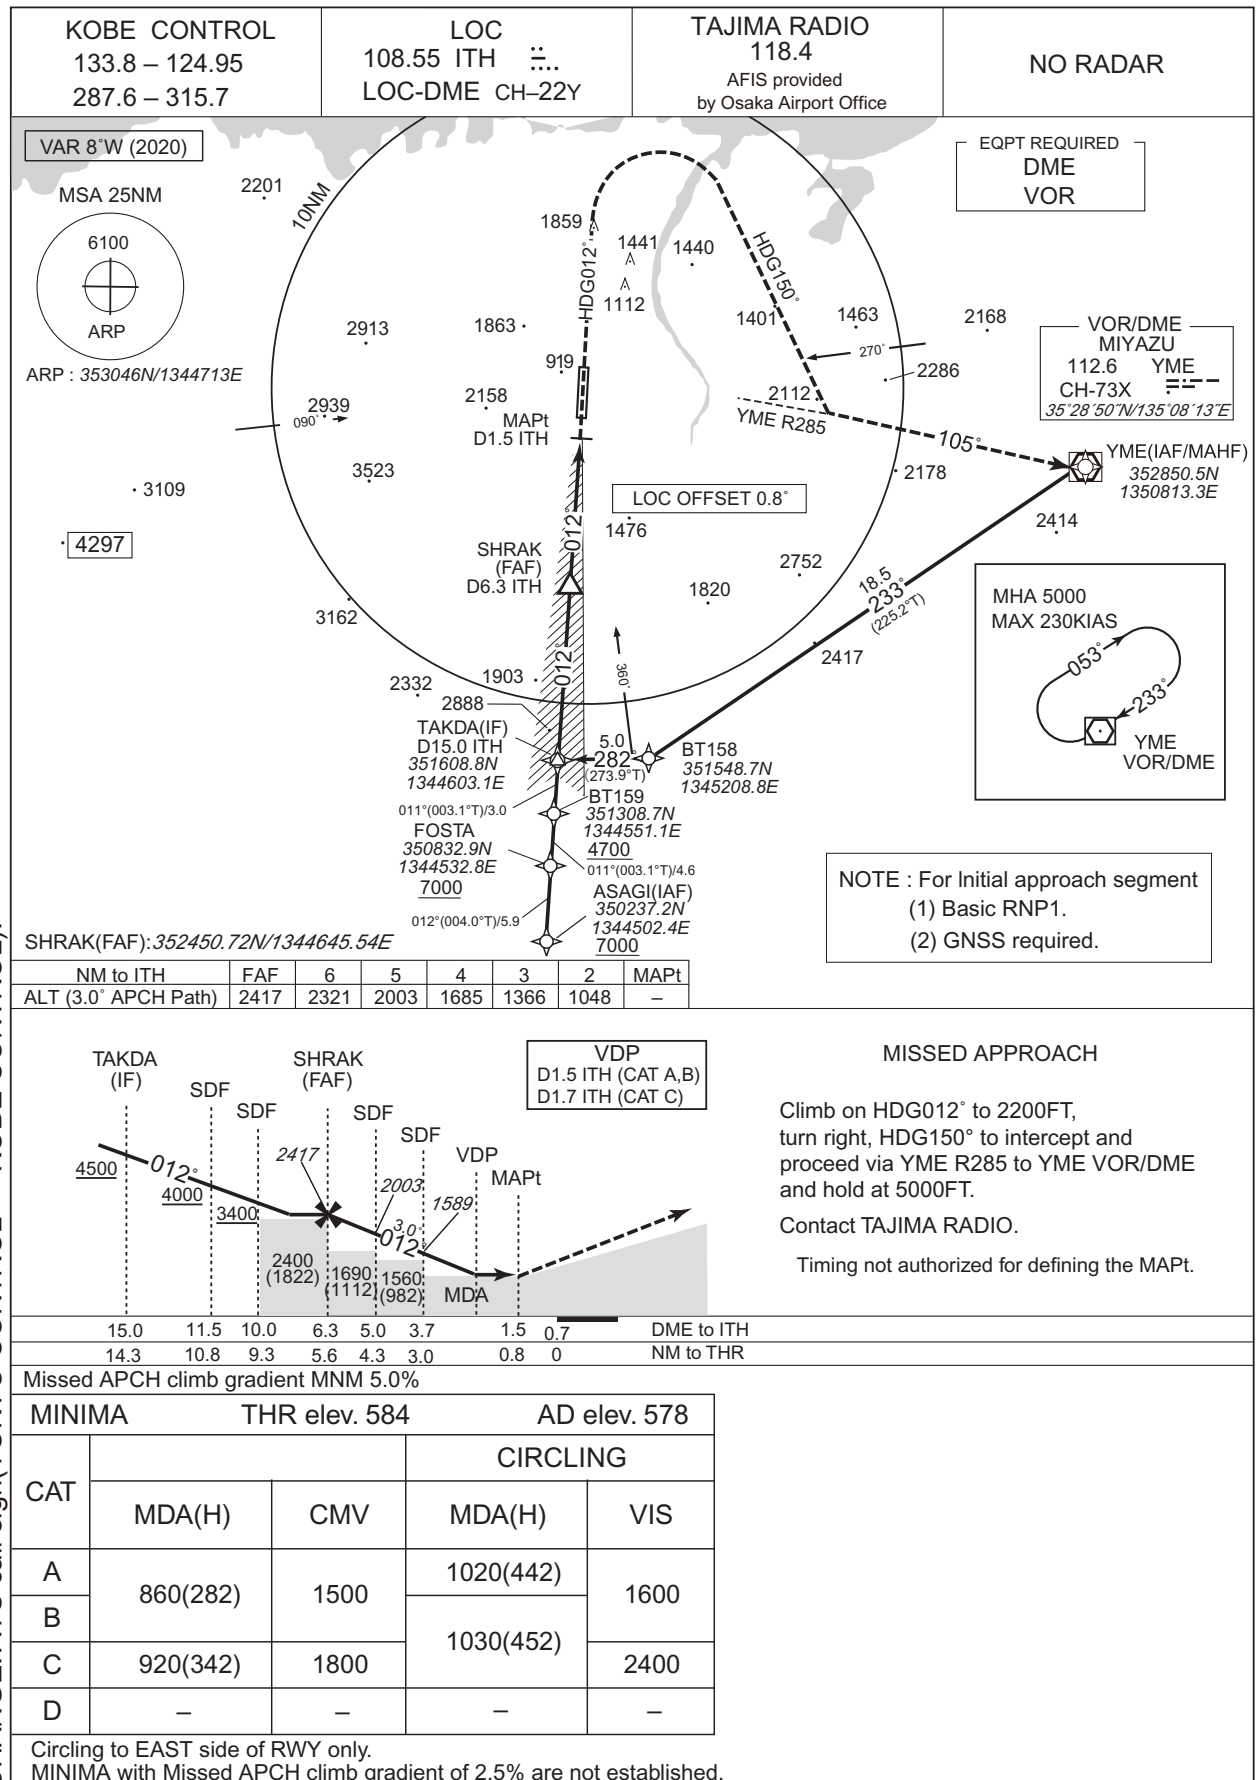 KOBE CONTROL
133.8 – 124.95
287.6 – 315.7
LOC
108.55 ITH
LOC-DME CH–22Y
TAJIMA RADIO
118.4
AFIS provided
by Osaka Airport Office
NO RADAR
VAR 8°W (2020)
MSA 25NM
6100
ARP
ARP : 353046N/1344713E
EQPT REQUIRED
DME
VOR
10NM
2201
1859
1441
1440
1112
HDG012°
HDG150°
2913
1863
1401
1463
2168
919
270°
2286
2939
090°
2158
2112
MAPt
D1.5 ITH
YME R285
105°
VOR/DME
MIYAZU
112.6 YME
CH-73X
35°28´50˝N/135°08´13˝E
YME(IAF/MAHF)
352850.5N
1350813.3E
3523
3109
2178
4297
LOC OFFSET 0.8°
1476
2414
012°
SHRAK
(FAF)
D6.3 ITH
2752
1820
3162
18.5
233°
(225.2°T)
2417
MHA 5000
MAX 230KIAS
053°
233°
YME
VOR/DME
012°
360°
1903
2332
2888
TAKDA(IF)
D15.0 ITH
351608.8N
1344603.1E
5.0
282°
(273.9°T)
BT158
351548.7N
1345208.8E
011°(003.1°T)/3.0
BT159
351308.7N
1344551.1E
4700
FOSTA
350832.9N
1344532.8E
7000
011°(003.1°T)/4.6
ASAGI(IAF)
350237.2N
1344502.4E
7000
012°(004.0°T)/5.9
NOTE : For Initial approach segment
(1) Basic RNP1.
(2) GNSS required.
SHRAK(FAF):352450.72N/1344645.54E
NM to ITH FAF 6 5 4 3 2 MAPt
ALT (3.0° APCH Path) 2417 2321 2003 1685 1366 1048 –
TAKDA
(IF)
SDF
SDF
SHRAK
(FAF)
SDF
SDF
VDP
MAPt
VDP
D1.5 ITH (CAT A,B)
D1.7 ITH (CAT C)
4500
012°
4000
3400
2417
2003
1589
3.0°
012°
2400
(1822)
1690
(1112)
1560
(982)
MDA
15.0 11.5 10.0 6.3 5.0 3.7 1.5 0.7 DME to ITH
14.3 10.8 9.3 5.6 4.3 3.0 0.8 0 NM to THR
MISSED APPROACH
Climb on HDG012° to 2200FT,
turn right, HDG150° to intercept and
proceed via YME R285 to YME VOR/DME
and hold at 5000FT.
Contact TAJIMA RADIO.
Timing not authorized for defining the MAPt.
Missed APCH climb gradient MNM 5.0%
MINIMA THR elev. 584 AD elev. 578
CAT
CIRCLING
MDA(H) CMV MDA(H) VIS
A 860(282) 1500 1020(442) 1600
B 1030(452)
C 920(342) 1800 2400
D – – – –
Circling to EAST side of RWY only.
MINIMA with Missed APCH climb gradient of 2.5% are not established.